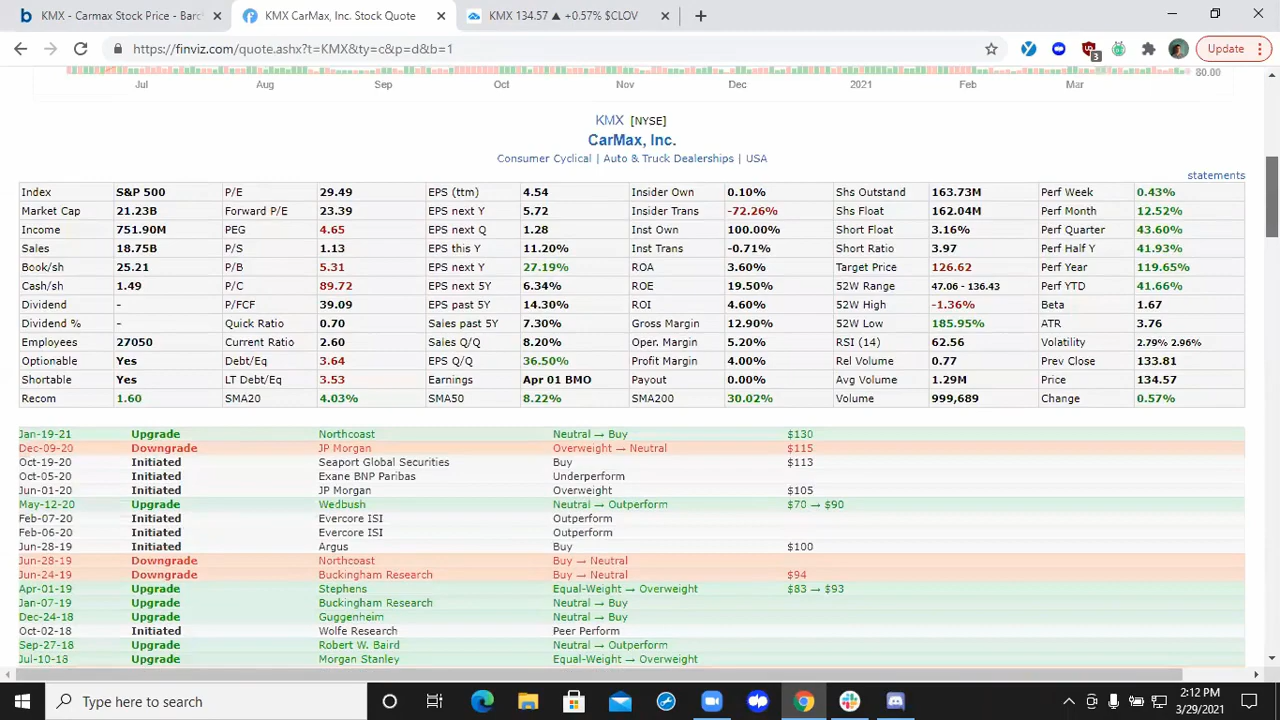 KMX - Carmax Stock Price - Barc
KMX CarMax, Inc. Stock Quote
KMX 134.57 ▲ +0.57% $CLOV
https://finviz.com/quote.ashx?t=KMX&ty=c&p=d&b=1
3
Update
80.00
Jul Aug Sep Oct Nov Dec 2021 Feb Mar
KMX [NYSE]
CarMax, Inc.
Consumer Cyclical | Auto & Truck Dealerships | USA
statements
Index S&P 500 P/E 29.49 EPS (ttm) 4.54 Insider Own 0.10% Shs Outstand 163.73M Perf Week 0.43%
Market Cap 21.23B Forward P/E 23.39 EPS next Y 5.72 Insider Trans -72.26% Shs Float 162.04M Perf Month 12.52%
Income 751.90M PEG 4.65 EPS next Q 1.28 Inst Own 100.00% Short Float 3.16% Perf Quarter 43.60%
Sales 18.75B P/S 1.13 EPS this Y 11.20% Inst Trans -0.71% Short Ratio 3.97 Perf Half Y 41.93%
Book/sh 25.21 P/B 5.31 EPS next Y 27.19% ROA 3.60% Target Price 126.62 Perf Year 119.65%
Cash/sh 1.49 P/C 89.72 EPS next 5Y 6.34% ROE 19.50% 52W Range 47.06 - 136.43 Perf YTD 41.66%
Dividend - P/FCF 39.09 EPS past 5Y 14.30% ROI 4.60% 52W High -1.36% Beta 1.67
Dividend % - Quick Ratio 0.70 Sales past 5Y 7.30% Gross Margin 12.90% 52W Low 185.95% ATR 3.76
Employees 27050 Current Ratio 2.60 Sales Q/Q 8.20% Oper. Margin 5.20% RSI (14) 62.56 Volatility 2.79% 2.96%
Optionable Yes Debt/Eq 3.64 EPS Q/Q 36.50% Profit Margin 4.00% Rel Volume 0.77 Prev Close 133.81
Shortable Yes LT Debt/Eq 3.53 Earnings Apr 01 BMO Payout 0.00% Avg Volume 1.29M Price 134.57
Recom 1.60 SMA20 4.03% SMA50 8.22% SMA200 30.02% Volume 999,689 Change 0.57%
Jan-19-21 Upgrade Northcoast Neutral → Buy $130
Dec-09-20 Downgrade JP Morgan Overweight → Neutral $115
Oct-19-20 Initiated Seaport Global Securities Buy $113
Oct-05-20 Initiated Exane BNP Paribas Underperform
Jun-01-20 Initiated JP Morgan Overweight $105
May-12-20 Upgrade Wedbush Neutral → Outperform $70 → $90
Feb-07-20 Initiated Evercore ISI Outperform
Feb-06-20 Initiated Evercore ISI Outperform
Jun-28-19 Initiated Argus Buy $100
Jun-28-19 Downgrade Northcoast Buy → Neutral
Jun-24-19 Downgrade Buckingham Research Buy → Neutral $94
Apr-01-19 Upgrade Stephens Equal-Weight → Overweight $83 → $93
Jan-07-19 Upgrade Buckingham Research Neutral → Buy
Dec-24-18 Upgrade Guggenheim Neutral → Buy
Oct-02-18 Initiated Wolfe Research Peer Perform
Sep-27-18 Upgrade Robert W. Baird Neutral → Outperform
Jul-10-18 Upgrade Morgan Stanley Equal-Weight → Overweight
Type here to search
2:12 PM
3/29/2021